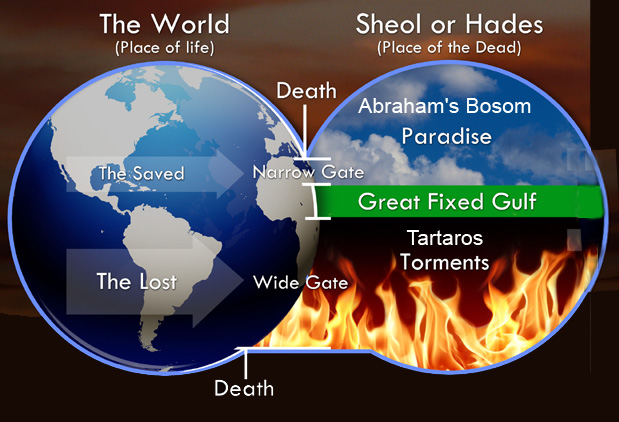 The World
(Place of life)
Sheol or Hades
(Place of the Dead)
Death
Abraham's Bosom
Paradise
The Saved
Narrow Gate
Great Fixed Gulf
Tartaros
Torments
The Lost
Wide Gate
Death